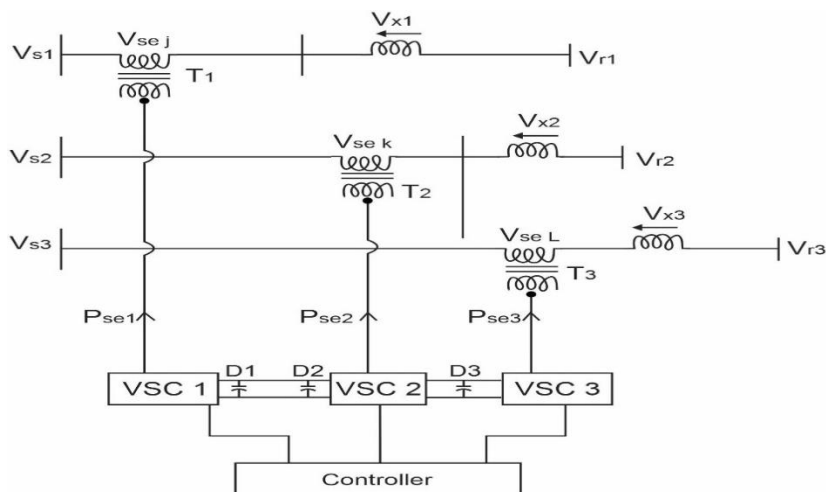 Vs1
Vse j
T1
Vx1
Vr1
Vs2
Vse k
T2
Vx2
Vr2
Vs3
Vse L
T3
Vx3
Vr3
Pse1
Pse2
Pse3
VSC 1
D1
D2
VSC 2
D3
VSC 3
Controller